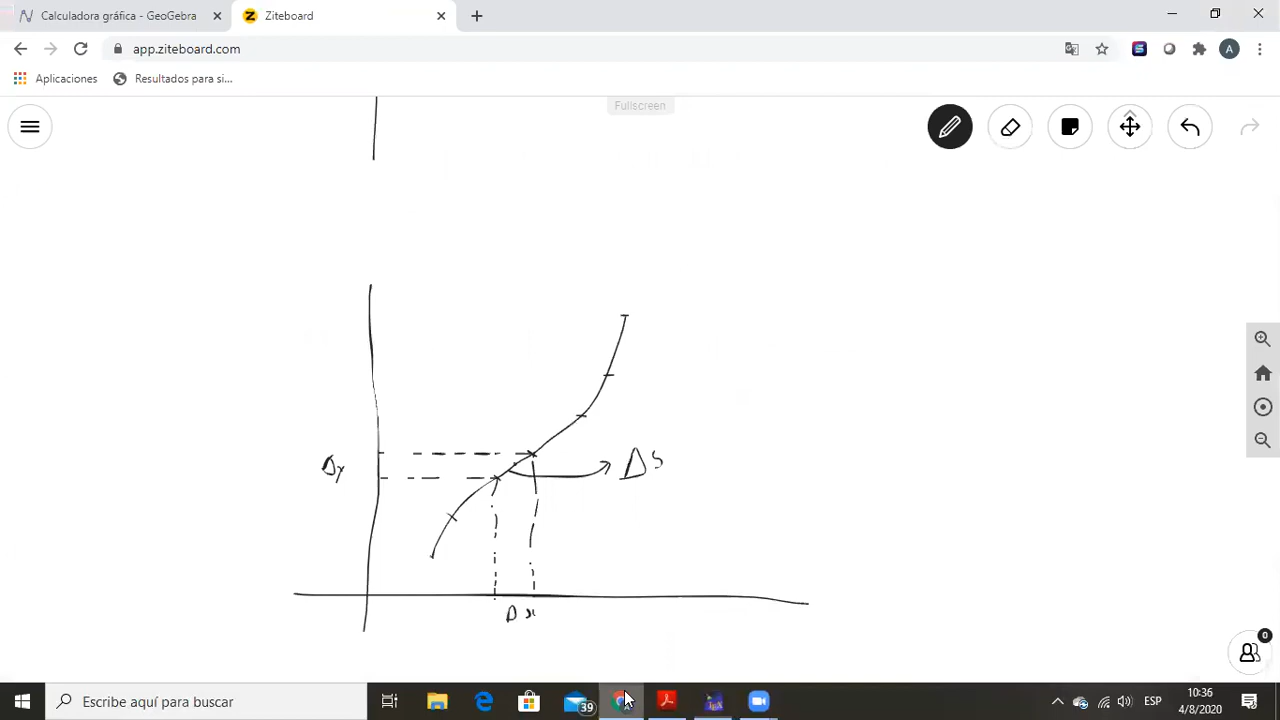 Calculadora gráfica - GeoGebra
Ziteboard
app.ziteboard.com
A
Aplicaciones
Resultados para si...
Fullscreen
Δy
Δs
Δx
0
Escribe aquí para buscar
39
ESP
10:36
4/8/2020